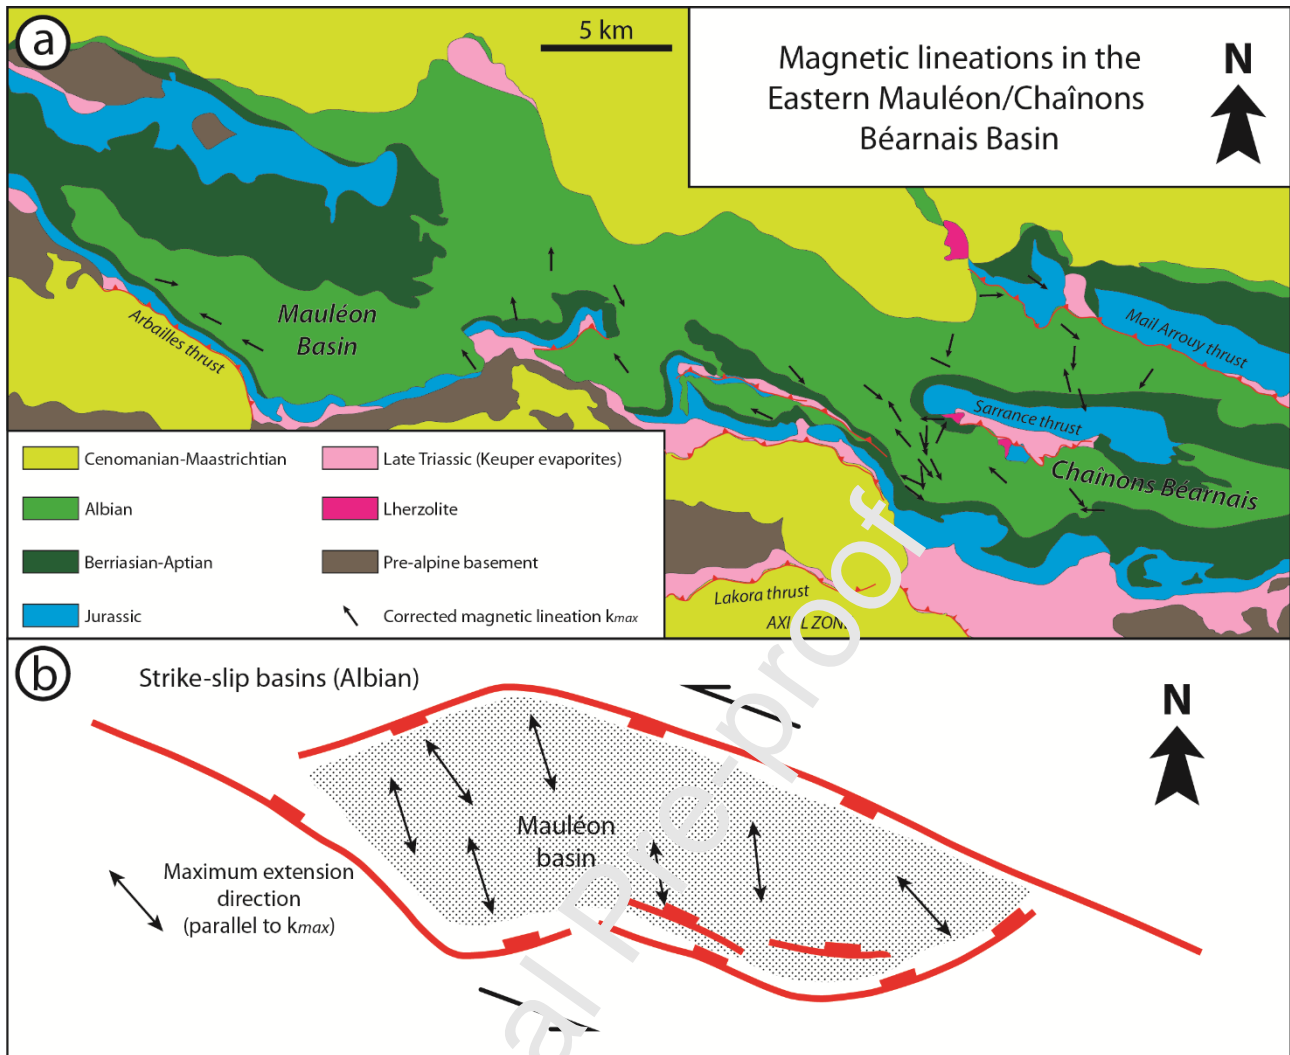 a
5 km
Magnetic lineations in the
Eastern Mauléon/Chaînons
Béarnais Basin
N
Mauléon
Basin
Arbailles thrust
Mail Arrouy thrust
Sarrance thrust
Chaînons Béarnais
Lakora thrust
AXIAL ZONE
Cenomanian-Maastrichtian
Albian
Berriasian-Aptian
Jurassic
Late Triassic (Keuper evaporites)
Lherzolite
Pre-alpine basement
Corrected magnetic lineation kmax
b
Strike-slip basins (Albian)
N
Mauléon
basin
Maximum extension
direction
(parallel to kmax)
al Pre-proof